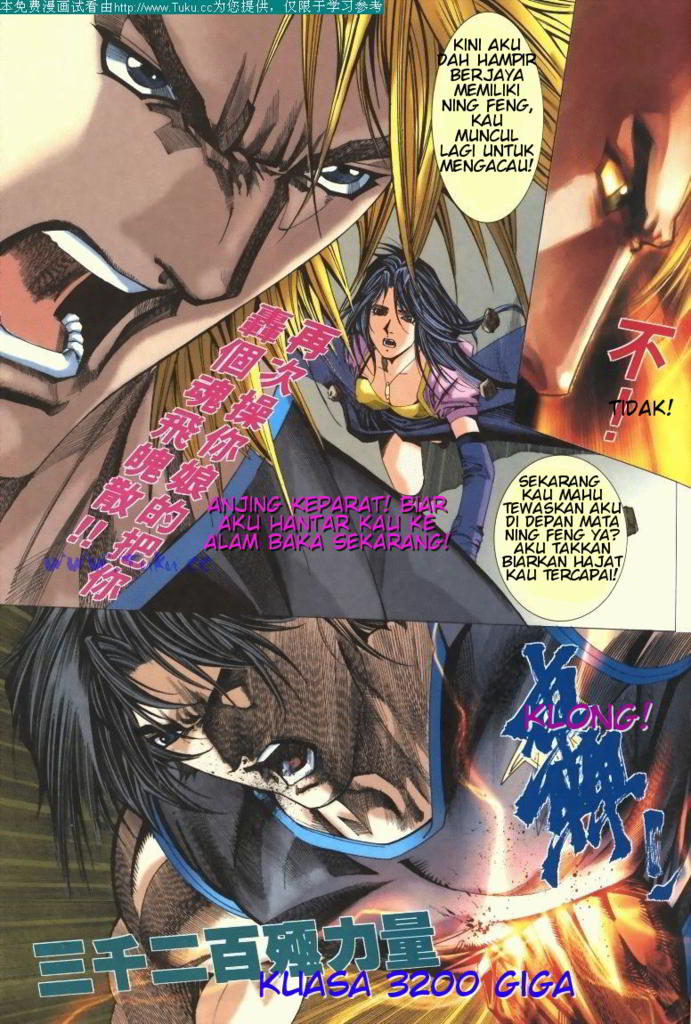 本免费漫画试看由http://www.Tuku.cc为您提供，仅限于学习参考
KINI AKU
DAH HAMPIR
BERJAYA
MEMILIKI
NING FENG,
KAU
MUNCUL
LAGI UNTUK
MENGACAU!
不!
TIDAK!
再次操你娘的把你
轟個魂飛魄散!!
ANJING KEPARAT! BIAR
AKU HANTAR KAU KE
ALAM BAKA SEKARANG!
www.Tuku.cc
SEKARANG
KAU MAHU
TEWASKAN AKU
DI DEPAN MATA
NING FENG YA?
AKU TAKKAN
BIARKAN HAJAT
KAU TERCAPAI!
KLONG!
三千二百殛力量
KUASA 3200 GIGA